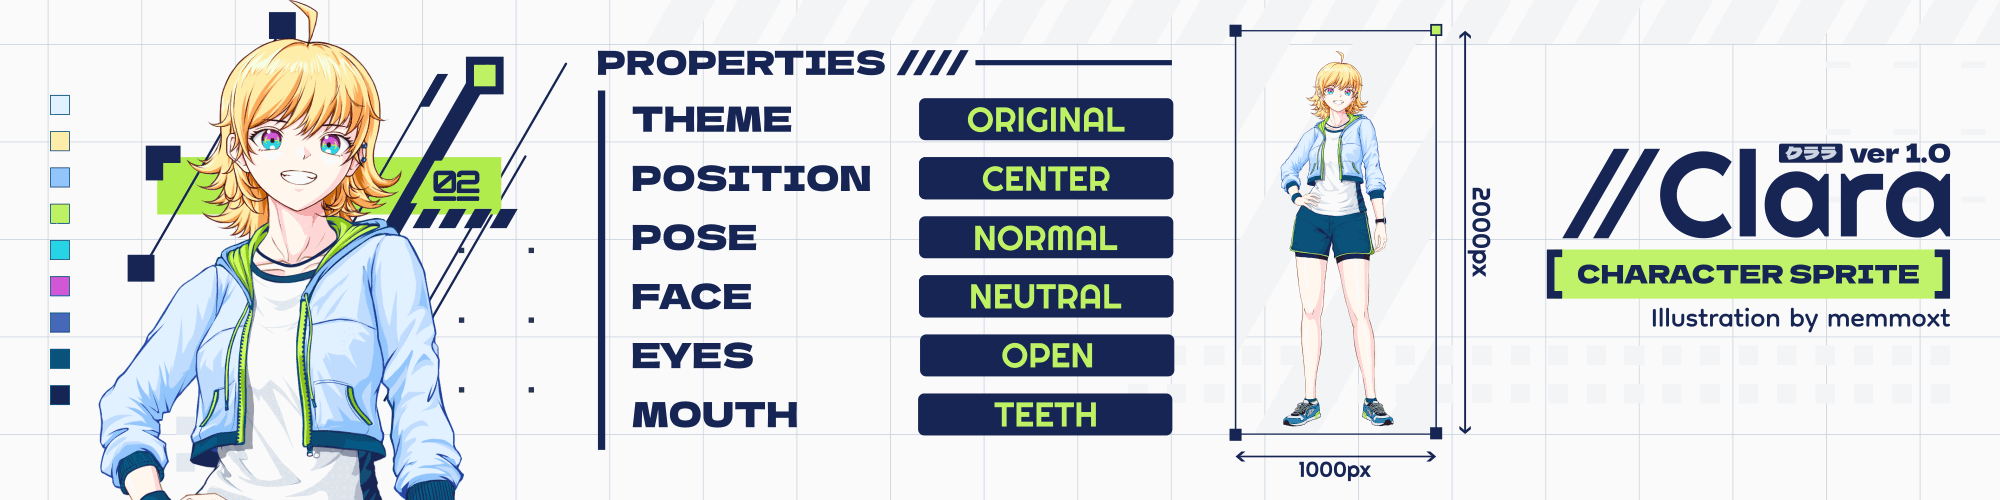 02
PROPERTIES
THEME ORIGINAL
POSITION CENTER
POSE NORMAL
FACE NEUTRAL
EYES OPEN
MOUTH TEETH
2000px
1000px
クララ ver 1.0
//Clara
[CHARACTER SPRITE]
Illustration by memmoxt